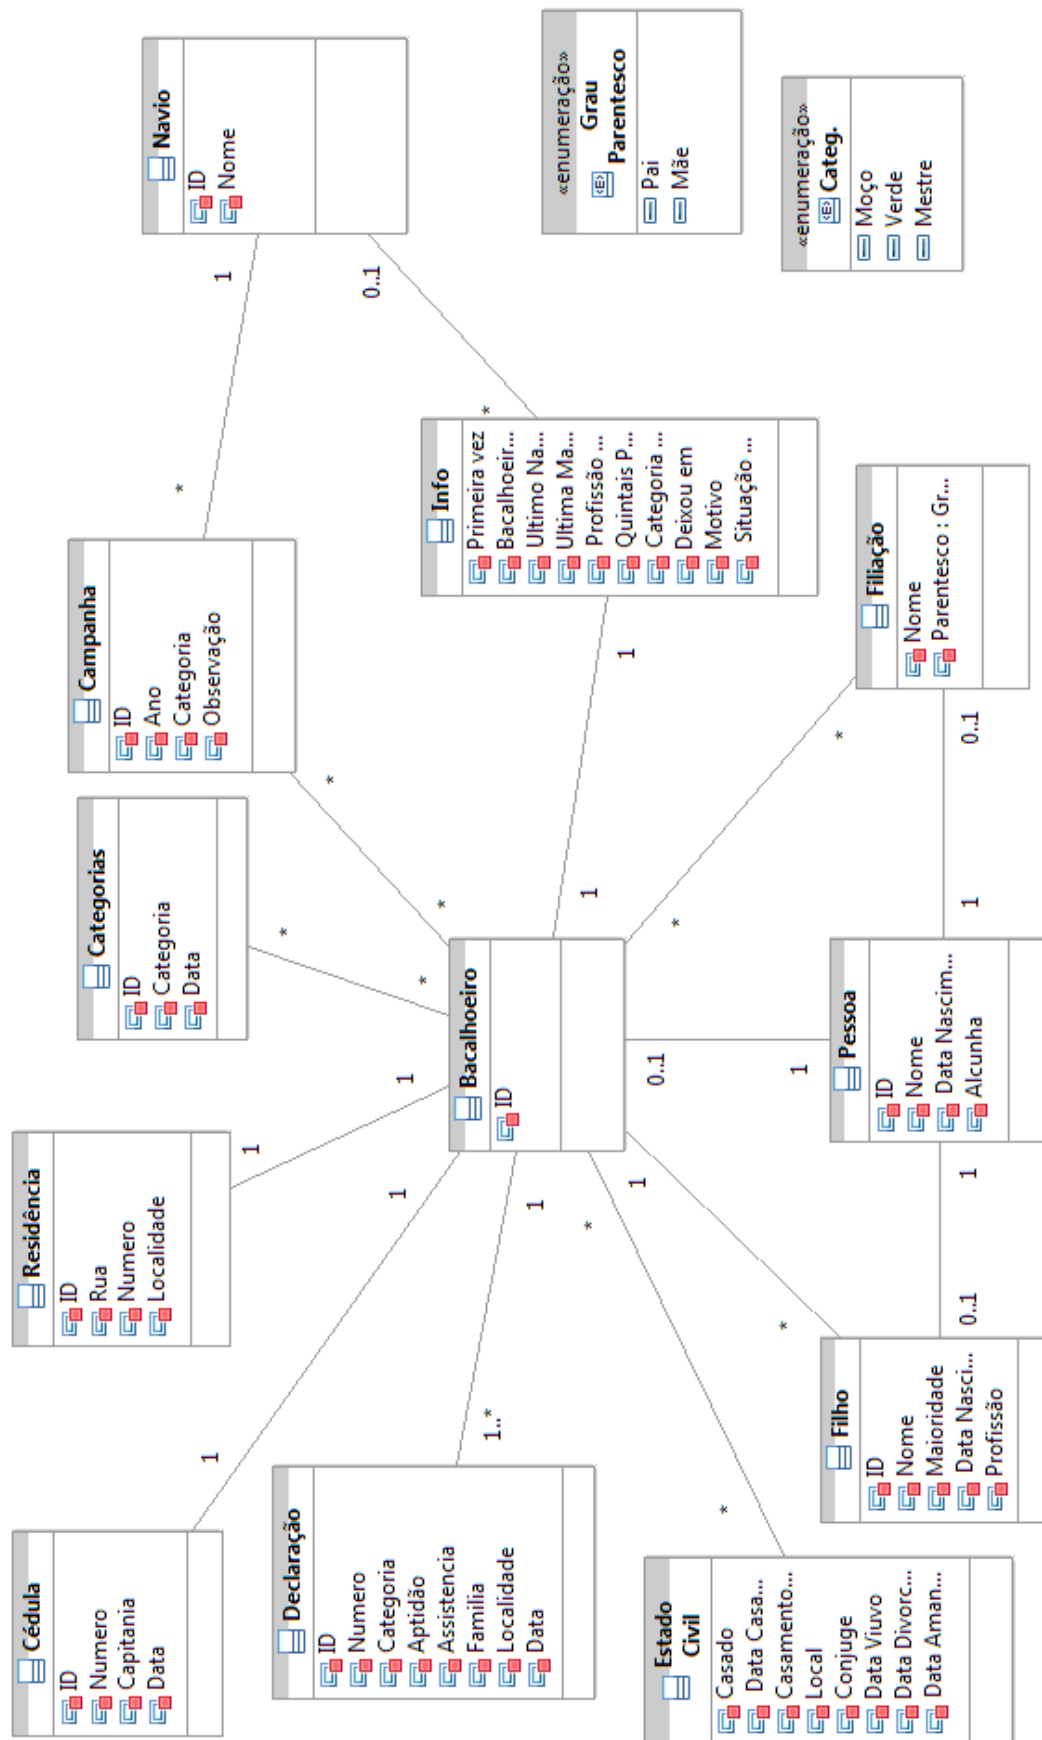 Cédula
ID
Numero
Capitania
Data
Residência
ID
Rua
Numero
Localidade
Categorias
ID
Categoria
Data
Campanha
ID
Ano
Categoria
Observação
Navio
ID
Nome
1
1
1
1
*
*
*
*
*
1
Declaração
ID
Numero
Categoria
Aptidão
Assistencia
Familia
Localidade
Data
1..*
1
Bacalhoeiro
ID
1
1
Info
Primeira vez
Bacalhoeir...
Ultimo Na...
Ultima Ma...
Profissão ...
Quintais P...
Categoria ...
Deixou em
Motivo
Situação ...
*
0..1
«enumeração»
Grau
Parentesco
Pai
Mãe
Estado
Civil
Casado
Data Casa...
Casamento...
Local
Conjuge
Data Viuvo
Data Divorc...
Data Aman...
*
*
1
*
0..1
1
*
*
Filho
ID
Nome
Maioridade
Data Nasci...
Profissão
0..1
1
Pessoa
ID
Nome
Data Nascim...
Alcunha
1
0..1
Filiação
Nome
Parentesco : Gr...
«enumeração»
Categ.
Moço
Verde
Mestre